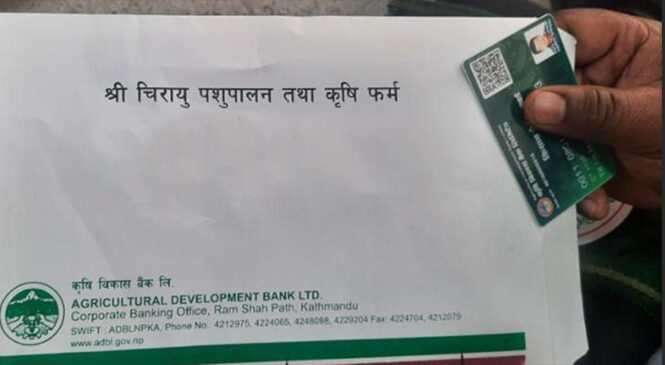 श्री चिरायु पशुपालन तथा कृषि फर्म
कृषि विकास बैंक लि.
AGRICULTURAL DEVELOPMENT BANK LTD.
Corporate Banking Office, Ram Shah Path, Kathmandu
SWIFT : ADBLNPKA, Phone No.: 4212975, 4224065, 4248098, 4229204 Fax: 4224704, 4212079
www.adbl.gov.np